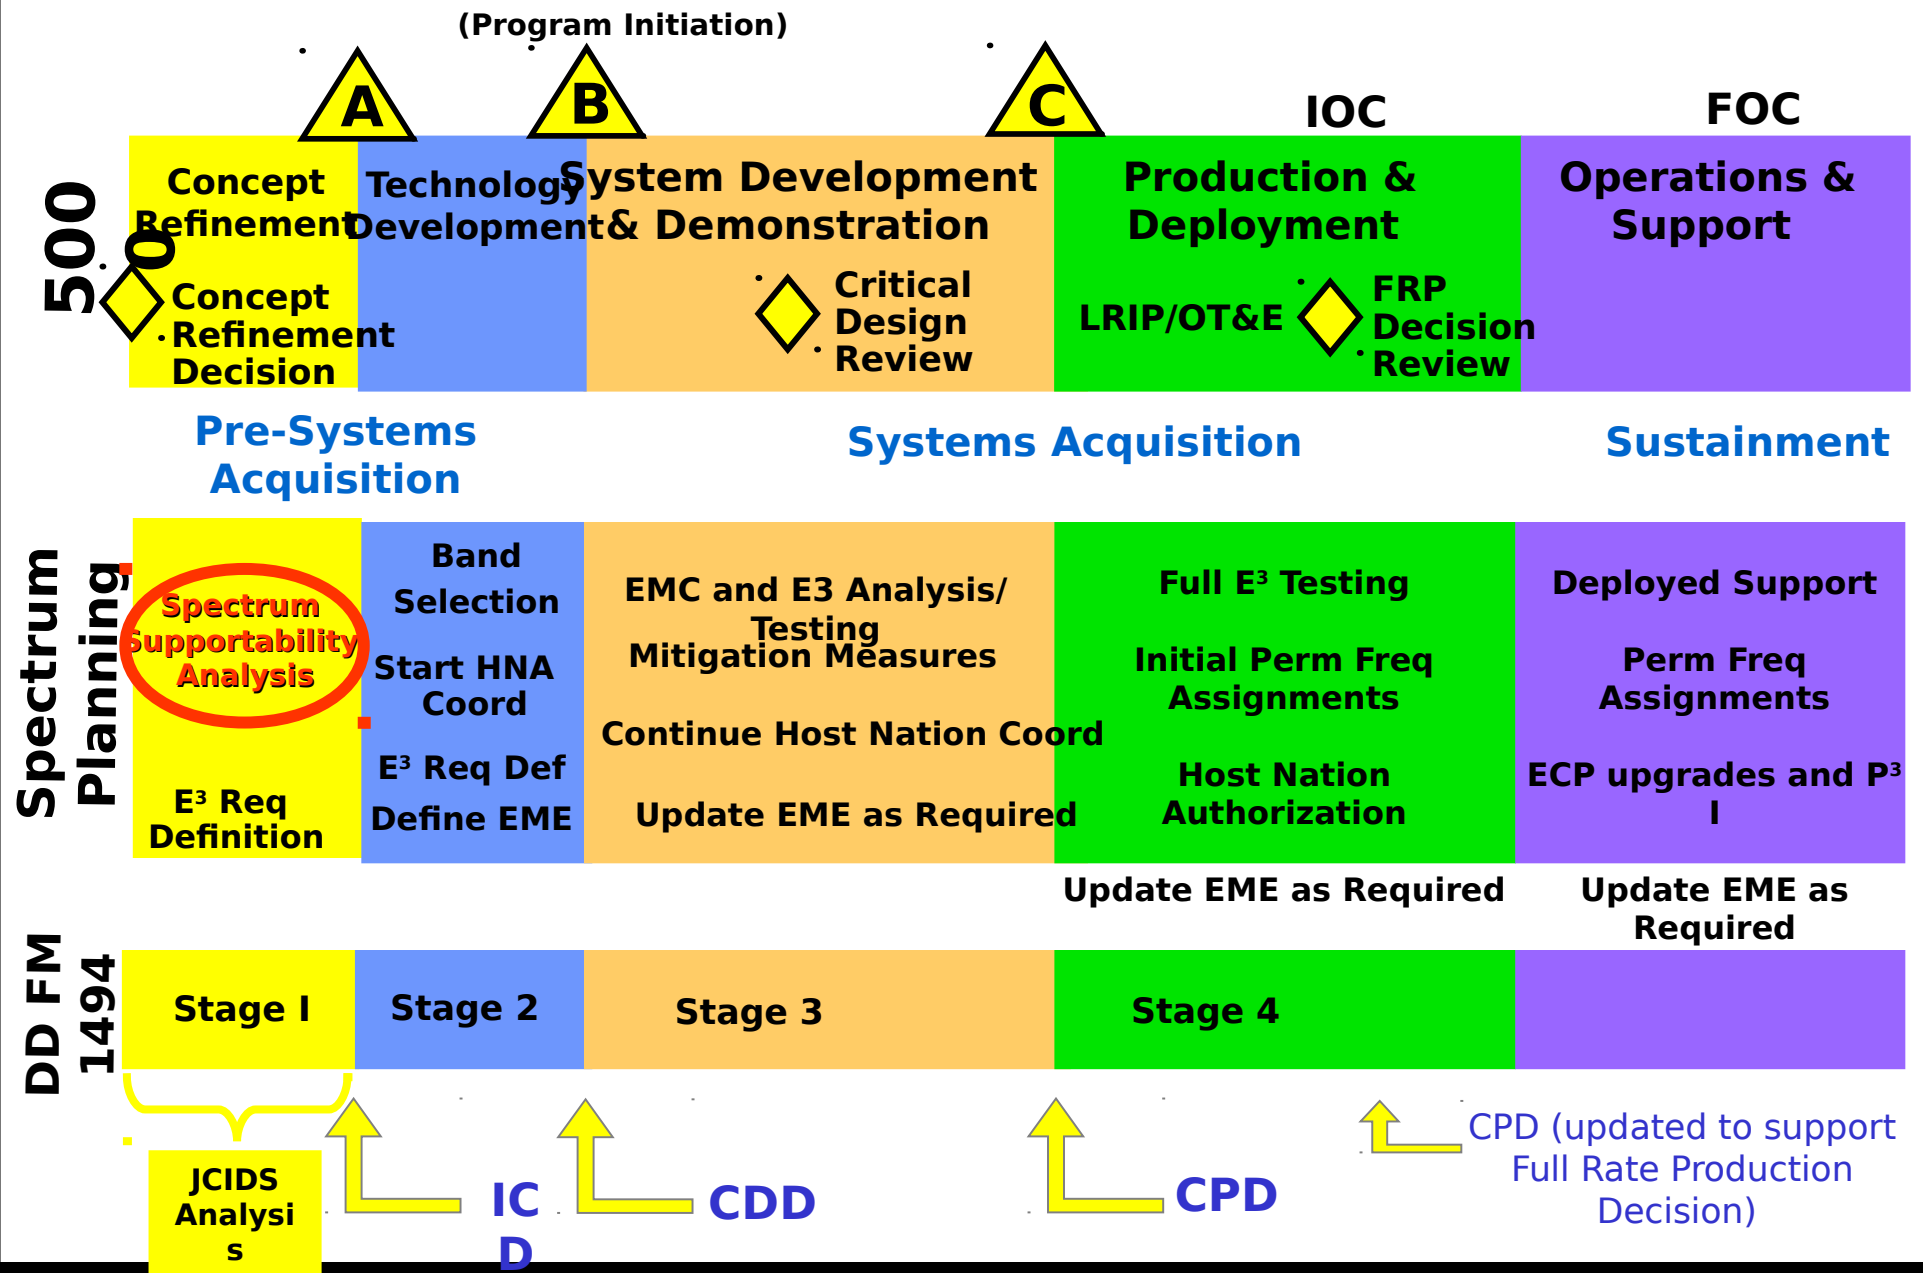 (Program Initiation)
A
B
C
IOC
FOC
500
0
Concept
Refinement
Technology
Development
System Development
& Demonstration
Production &
Deployment
Operations &
Support
Concept
Refinement
Decision
Critical
Design
Review
LRIP/OT&E
FRP
Decision
Review
Pre-Systems
Acquisition
Systems Acquisition
Sustainment
Spectrum
Planning
Spectrum
Supportability
Analysis
E³ Req
Definition
Band
Selection
Start HNA
Coord
E³ Req Def
Define EME
EMC and E3 Analysis/
Testing
Mitigation Measures
Continue Host Nation Coord
Update EME as Required
Full E³ Testing
Initial Perm Freq
Assignments
Host Nation
Authorization
Update EME as Required
Deployed Support
Perm Freq
Assignments
ECP upgrades and P³
I
Update EME as
Required
DD FM
1494
Stage I
Stage 2
Stage 3
Stage 4
JCIDS
Analysi
s
IC
D
CDD
CPD
CPD (updated to support
Full Rate Production
Decision)